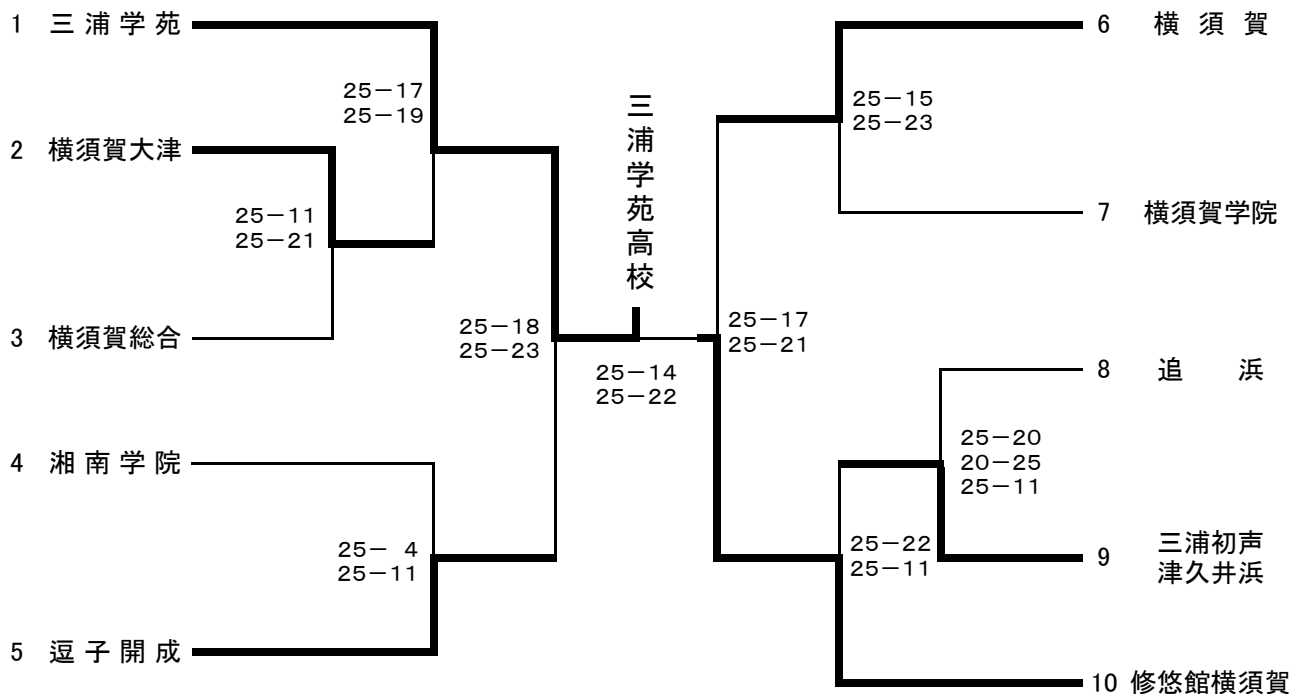 1 三浦学苑
25-17
25-19
2 横須賀大津
25-11
25-21
3 横須賀総合
25-18
25-23
4 湘南学院
25- 4
25-11
5 逗子開成
三浦学苑高校
25-14
25-22
6 横須賀
25-15
25-23
7 横須賀学院
25-17
25-21
8 追浜
25-20
20-25
25-11
9 三浦初声
津久井浜
25-22
25-11
10 修悠館横須賀